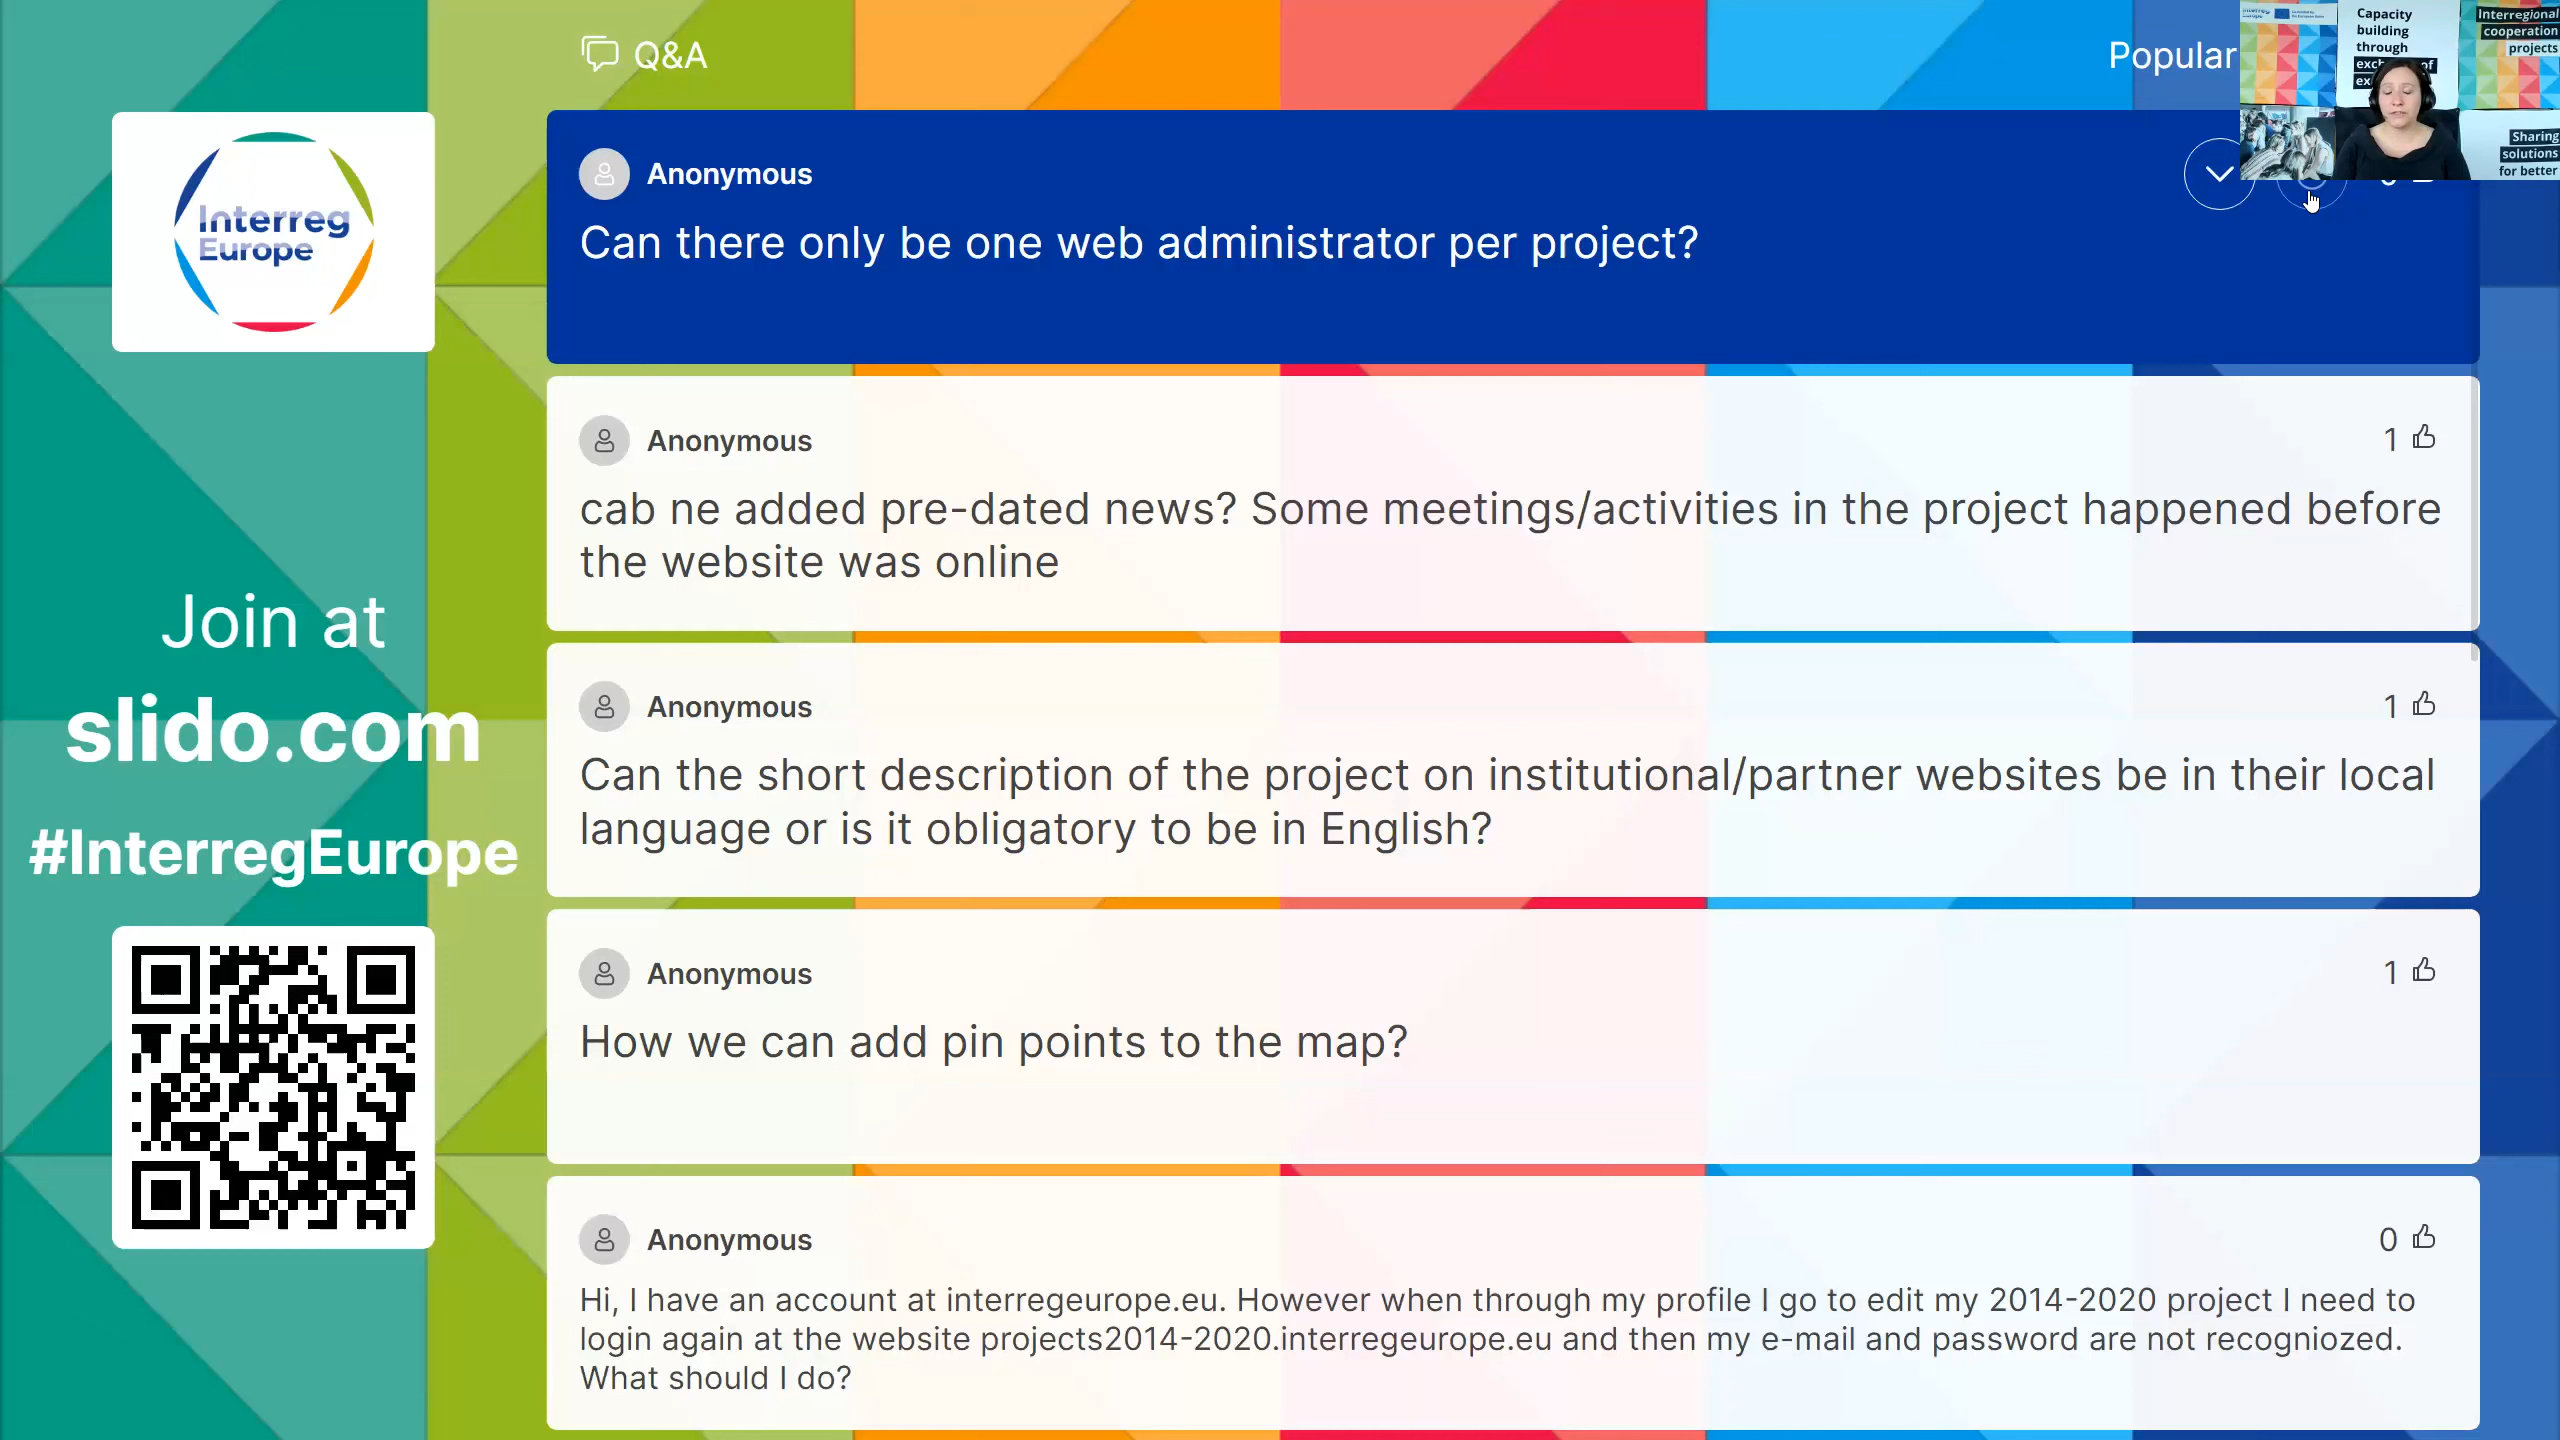 Q&A
Popular
Capacity
building
through
Interregional
cooperation
projects
Sharing
solutions
for better
Interreg
Europe
Join at
slido.com
#InterregEurope
Anonymous
Can there only be one web administrator per project?
Anonymous
1
cab ne added pre-dated news? Some meetings/activities in the project happened before
the website was online
Anonymous
1
Can the short description of the project on institutional/partner websites be in their local
language or is it obligatory to be in English?
Anonymous
1
How we can add pin points to the map?
Anonymous
0
Hi, I have an account at interregeurope.eu. However when through my profile I go to edit my 2014-2020 project I need to
login again at the website projects2014-2020.interregeurope.eu and then my e-mail and password are not recogniozed.
What should I do?